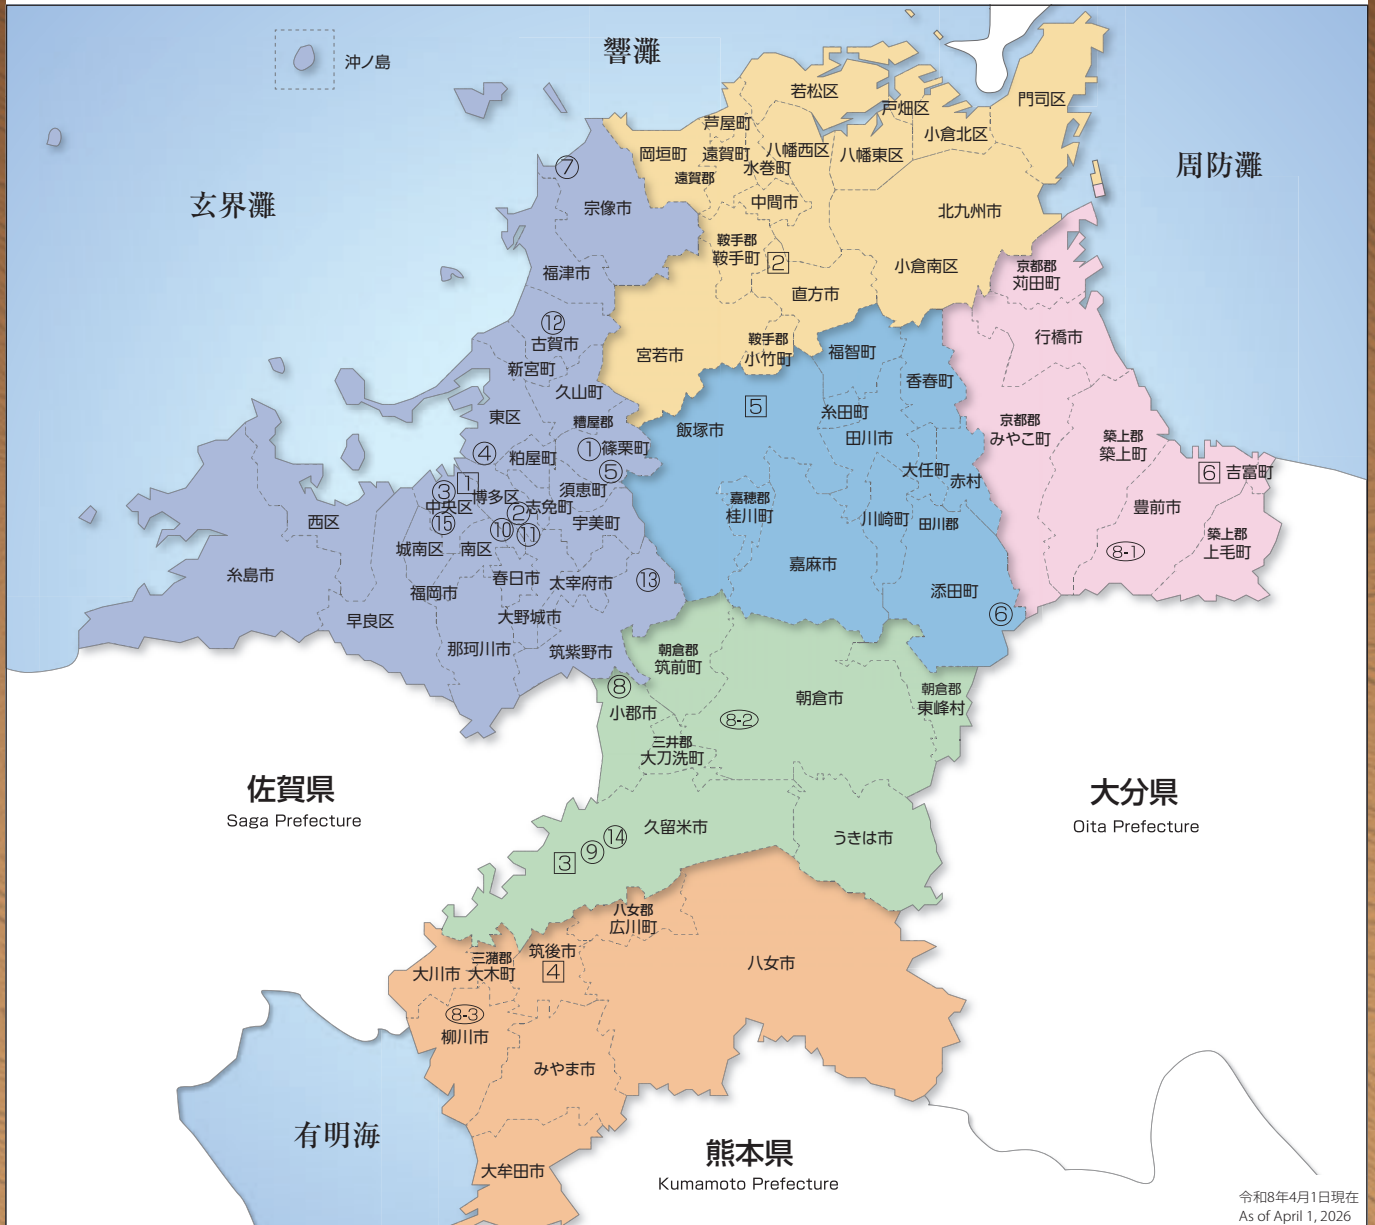 響灘
沖ノ島
若松区
戸畑区
門司区
芦屋町
小倉北区
岡垣町
遠賀町
八幡西区
八幡東区
水巻町
遠賀郡
周防灘
⑦
玄界灘
宗像市
中間市
北九州市
鞍手郡
鞍手町
2
小倉南区
京都郡
苅田町
福津市
直方市
⑫
古賀市
行橋市
新宮町
宮若市
鞍手郡
小竹町
福智町
香春町
久山町
東区
糟屋郡
5
飯塚市
糸田町
田川市
京都郡
みやこ町
築上郡
築上町
④
粕屋町
①
篠栗町
⑤
大任町
赤村
6
吉富町
1
③
博多区
中央区
②
志免町
須恵町
嘉穂郡
桂川町
川崎町
田川郡
豊前市
西区
⑮
⑩
⑪
宇美町
築上郡
上毛町
8-1
城南区
南区
糸島市
春日市
太宰府市
⑬
嘉麻市
添田町
福岡市
大野城市
早良区
⑥
那珂川市
筑紫野市
朝倉郡
筑前町
⑧
小郡市
朝倉市
朝倉郡
東峰村
8-2
三井郡
大刀洗町
佐賀県
Saga Prefecture
大分県
Oita Prefecture
久留米市
うきは市
⑭
⑨
3
八女郡
広川町
筑後市
4
三潴郡
大木町
大川市
八女市
8-3
柳川市
みやま市
有明海
熊本県
Kumamoto Prefecture
大牟田市
令和8年4月1日現在
As of April 1, 2026